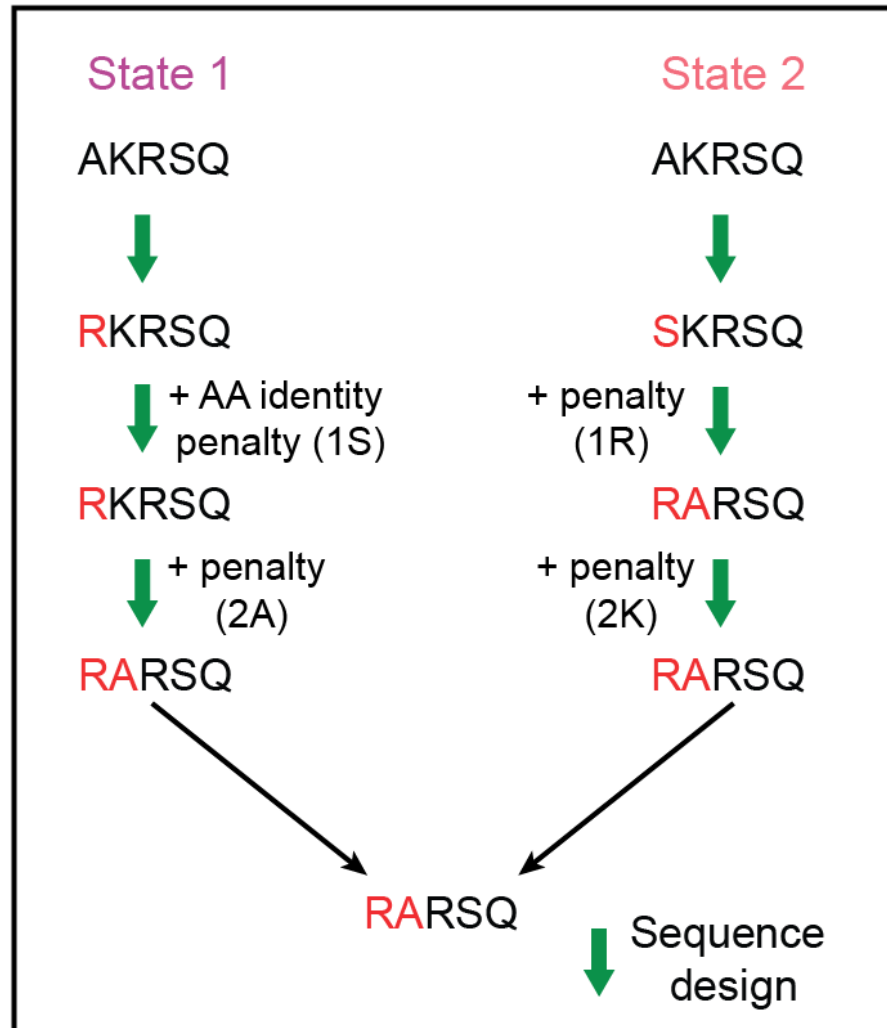 State 1
State 2
AKRSQ
AKRSQ
RKRSQ
SKRSQ
+ AA identity
penalty (1S)
+ penalty
(1R)
RKRSQ
RARSQ
+ penalty
(2A)
+ penalty
(2K)
RARSQ
RARSQ
RARSQ
Sequence
design